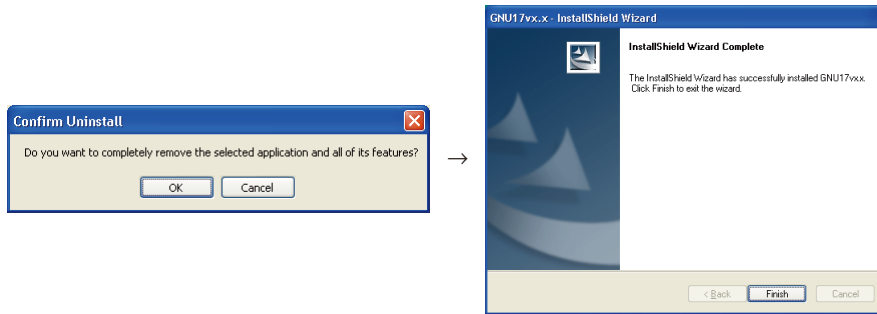 Confirm Uninstall
Do you want to completely remove the selected application and all of its features?
OK
Cancel
→
GNU17vx.x - InstallShield Wizard
InstallShield Wizard Complete
The InstallShield Wizard has successfully installed GNU17vx.x.
Click Finish to exit the wizard.
< Back
Finish
Cancel